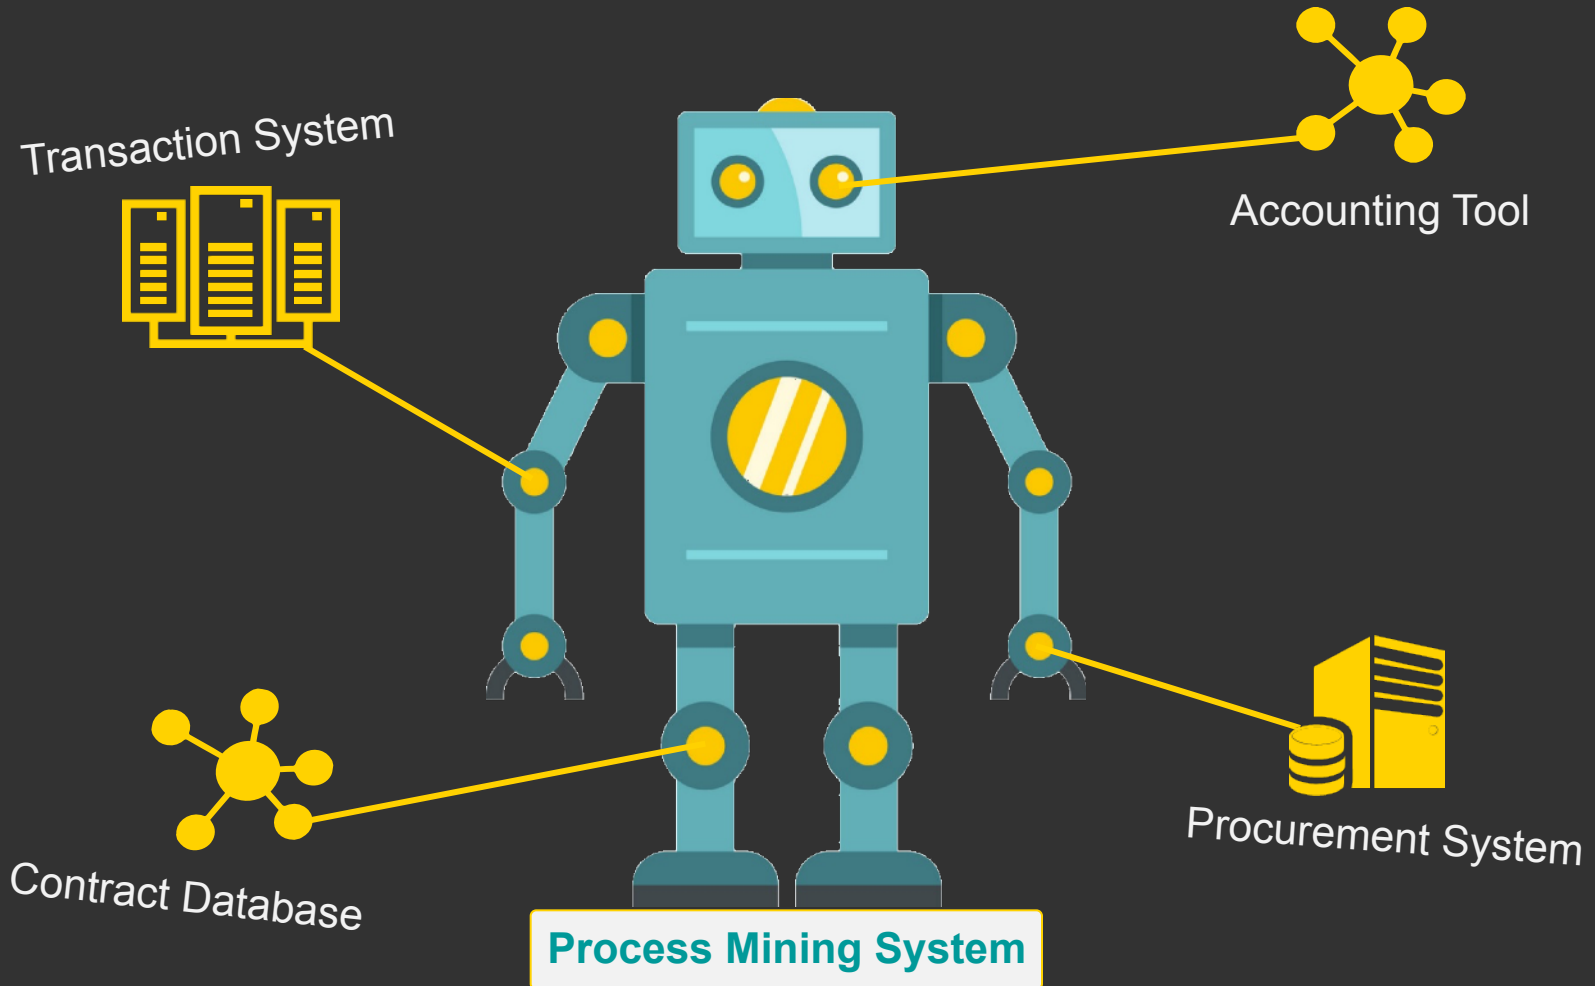 Transaction System
Accounting Tool
Contract Database
Procurement System
Process Mining System